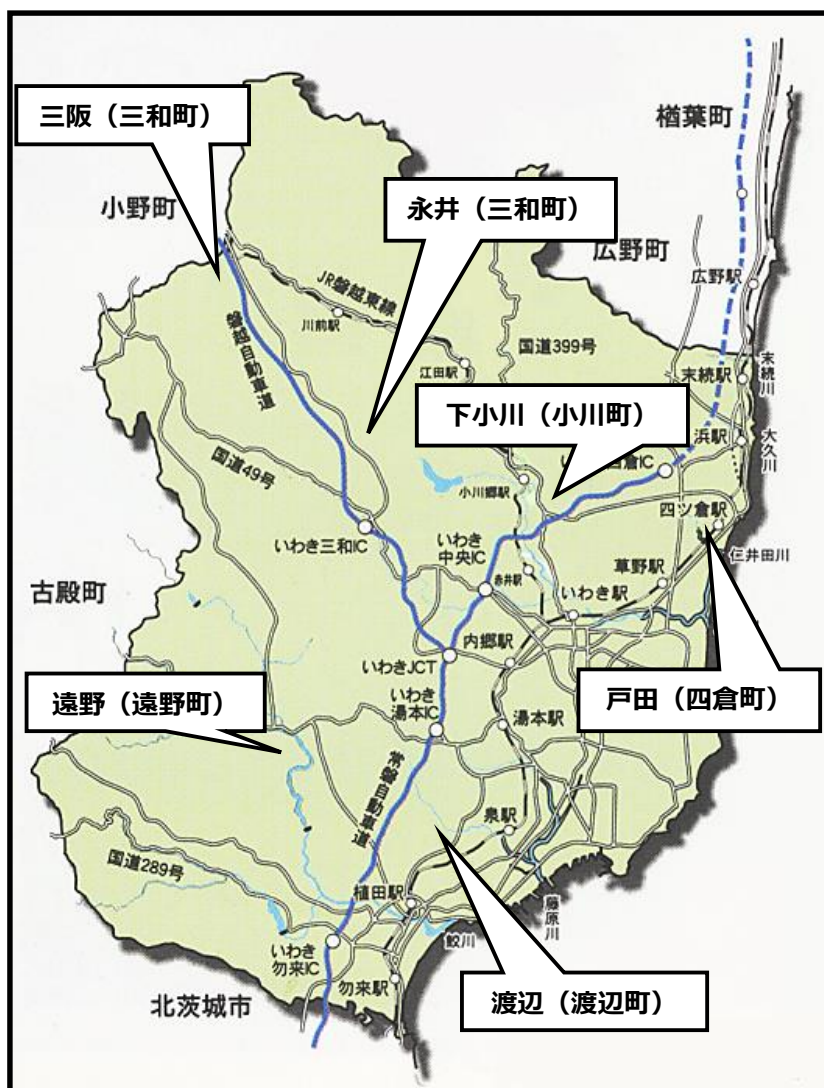 三阪（三和町）
楢葉町
小野町
永井（三和町）
広野町
広野駅
JR磐越東線
川前駅
磐越自動車道
国道399号
江田駅
末続駅
末続川
下小川（小川町）
浜駅
大久川
国道49号
四倉IC
小川郷駅
四ツ倉駅
いわき三和IC
いわき
中央IC
赤井駅
草野駅
仁井田川
いわき駅
古殿町
内郷駅
いわきJCT
遠野（遠野町）
いわき
湯本IC
湯本駅
戸田（四倉町）
常磐自動車道
泉駅
国道289号
植田駅
藤原川
鮫川
いわき
勿来IC
勿来駅
北茨城市
渡辺（渡辺町）